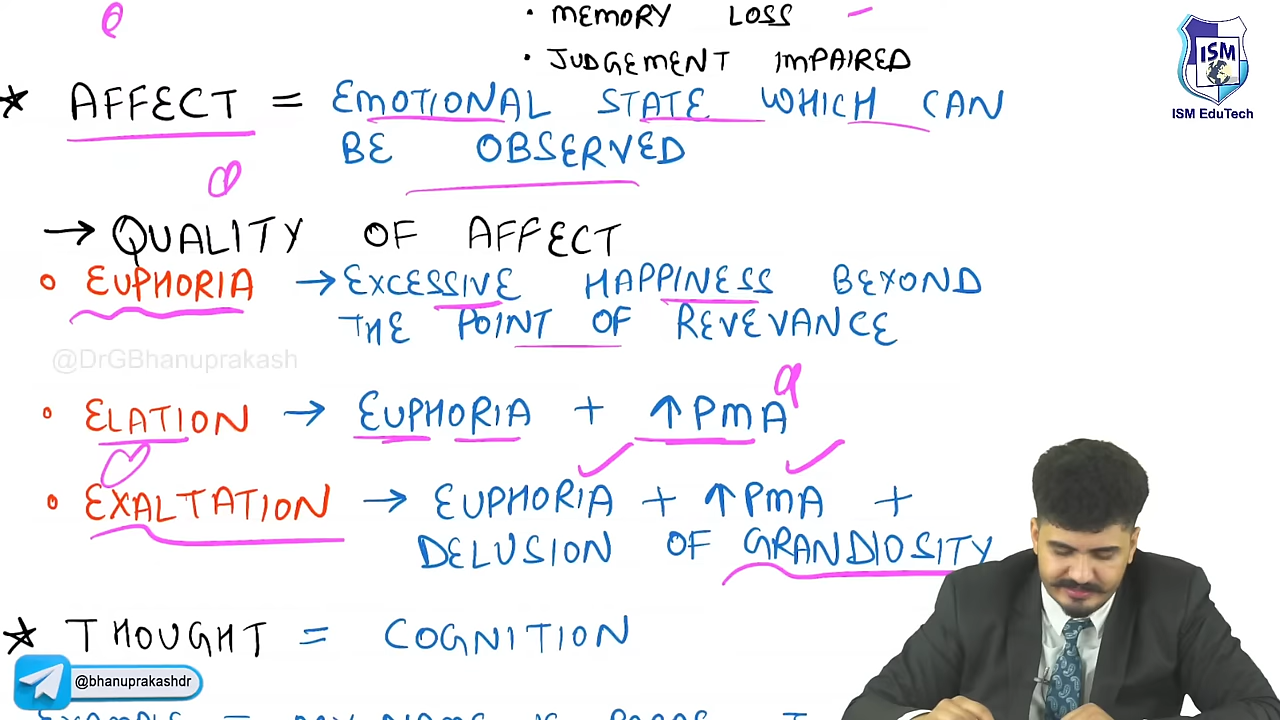 • MEMORY LOSS –
• JUDGEMENT IMPAIRED
ISM
ISM EduTech
* AFFECT = EMOTIONAL STATE WHICH CAN
BE OBSERVED
→ QUALITY OF AFFECT
• EUPHORIA → EXCESSIVE HAPPINESS BEYOND
THE POINT OF REVEVANCE
@DrGBhanuprakash
• ELATION → EUPHORIA + ↑ PMA
• EXALTATION → EUPHORIA + ↑ PMA +
DELUSION OF GRANDIOSITY
* THOUGHT = COGNITION
@bhanuprakashdr